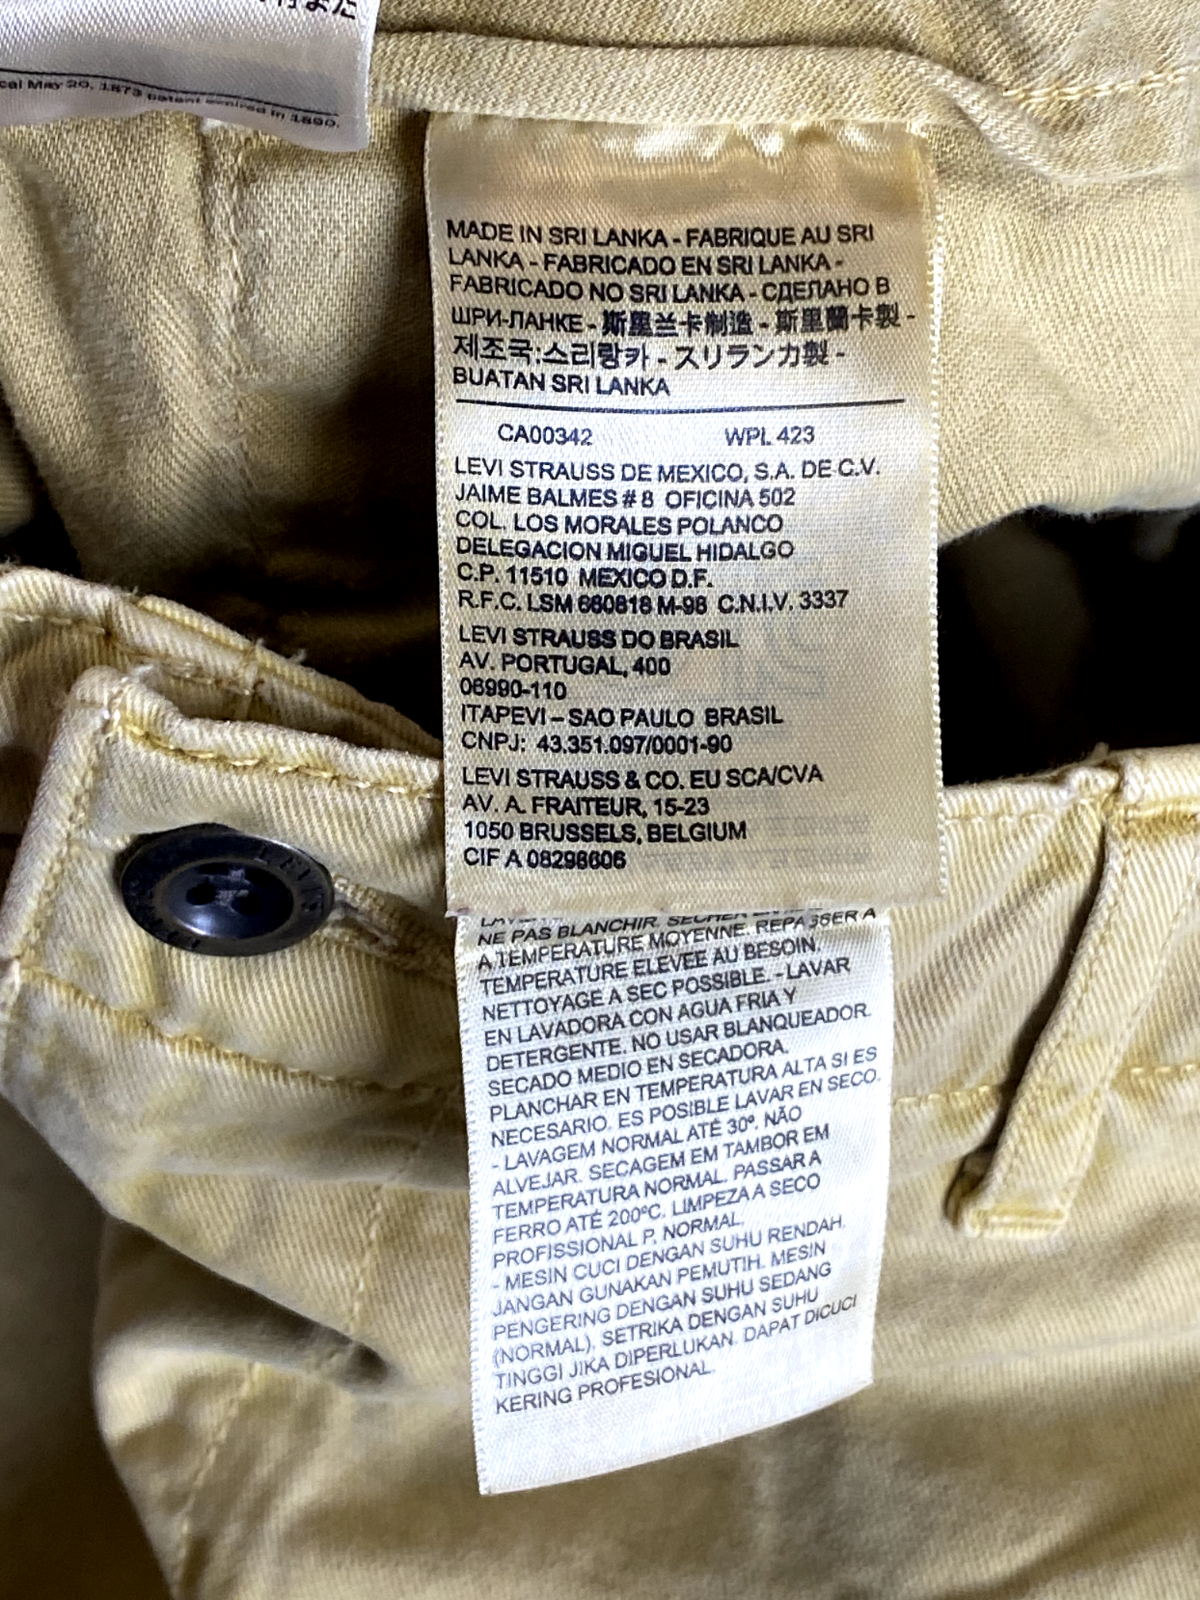 cal May 20, 1873 patent expired in 1890.
MADE IN SRI LANKA - FABRIQUE AU SRI
LANKA - FABRICADO EN SRI LANKA -
FABRICADO NO SRI LANKA - СДЕЛАНО В
ШРИ-ЛАНКЕ - 斯里兰卡制造 - 斯里蘭卡製 -
제조국:스리랑카 - スリランカ製 -
BUATAN SRI LANKA
CA00342 WPL 423
LEVI STRAUSS DE MEXICO, S.A. DE C.V.
JAIME BALMES # 8 OFICINA 502
COL. LOS MORALES POLANCO
DELEGACION MIGUEL HIDALGO
C.P. 11510 MEXICO D.F.
R.F.C. LSM 660818 M-98 C.N.I.V. 3337
LEVI STRAUSS DO BRASIL
AV. PORTUGAL, 400
06990-110
ITAPEVI – SAO PAULO BRASIL
CNPJ: 43.351.097/0001-90
LEVI STRAUSS & CO. EU SCA/CVA
AV. A. FRAITEUR, 15-23
1050 BRUSSELS, BELGIUM
CIF A 08298606
LEVIS
NE PAS BLANCHIR. SECHER
A TEMPERATURE MOYENNE. REPASSER A
TEMPERATURE ELEVEE AU BESOIN.
NETTOYAGE A SEC POSSIBLE. - LAVAR
EN LAVADORA CON AGUA FRIA Y
DETERGENTE. NO USAR BLANQUEADOR.
SECADO MEDIO EN SECADORA.
PLANCHAR EN TEMPERATURA ALTA SI ES
NECESARIO. ES POSIBLE LAVAR EN SECO.
- LAVAGEM NORMAL ATÉ 30º. NÃO
ALVEJAR. SECAGEM EM TAMBOR EM
TEMPERATURA NORMAL. PASSAR A
FERRO ATÉ 200ºC. LIMPEZA A SECO
PROFISSIONAL P, NORMAL.
- MESIN CUCI DENGAN SUHU RENDAH.
JANGAN GUNAKAN PEMUTIH. MESIN
PENGERING DENGAN SUHU SEDANG
(NORMAL). SETRIKA DENGAN SUHU
TINGGI JIKA DIPERLUKAN. DAPAT DICUCI
KERING PROFESIONAL.